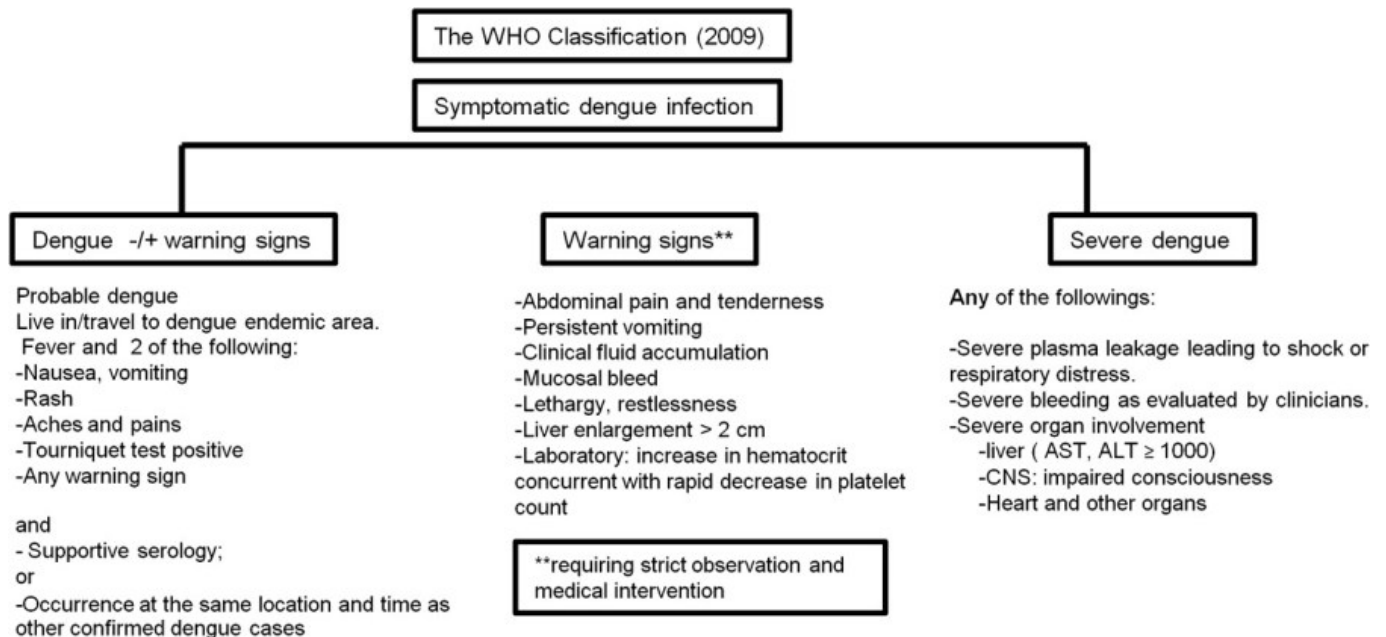 The WHO Classification (2009)
Symptomatic dengue infection
Dengue -/+ warning signs
Probable dengue
Live in/travel to dengue endemic area.
Fever and 2 of the following:
-Nausea, vomiting
-Rash
-Aches and pains
-Tourniquet test positive
-Any warning sign
and
- Supportive serology;
or
-Occurrence at the same location and time as
other confirmed dengue cases
Warning signs**
-Abdominal pain and tenderness
-Persistent vomiting
-Clinical fluid accumulation
-Mucosal bleed
-Lethargy, restlessness
-Liver enlargement > 2 cm
-Laboratory: increase in hematocrit
concurrent with rapid decrease in platelet
count
**requiring strict observation and
medical intervention
Severe dengue
Any of the followings:
-Severe plasma leakage leading to shock or
respiratory distress.
-Severe bleeding as evaluated by clinicians.
-Severe organ involvement
-liver ( AST, ALT ≥ 1000)
-CNS: impaired consciousness
-Heart and other organs